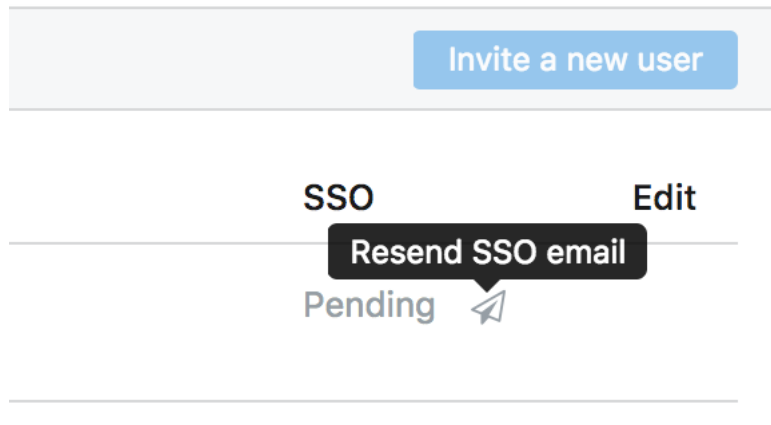 Invite a new user
SSO Edit
Resend SSO email
Pending